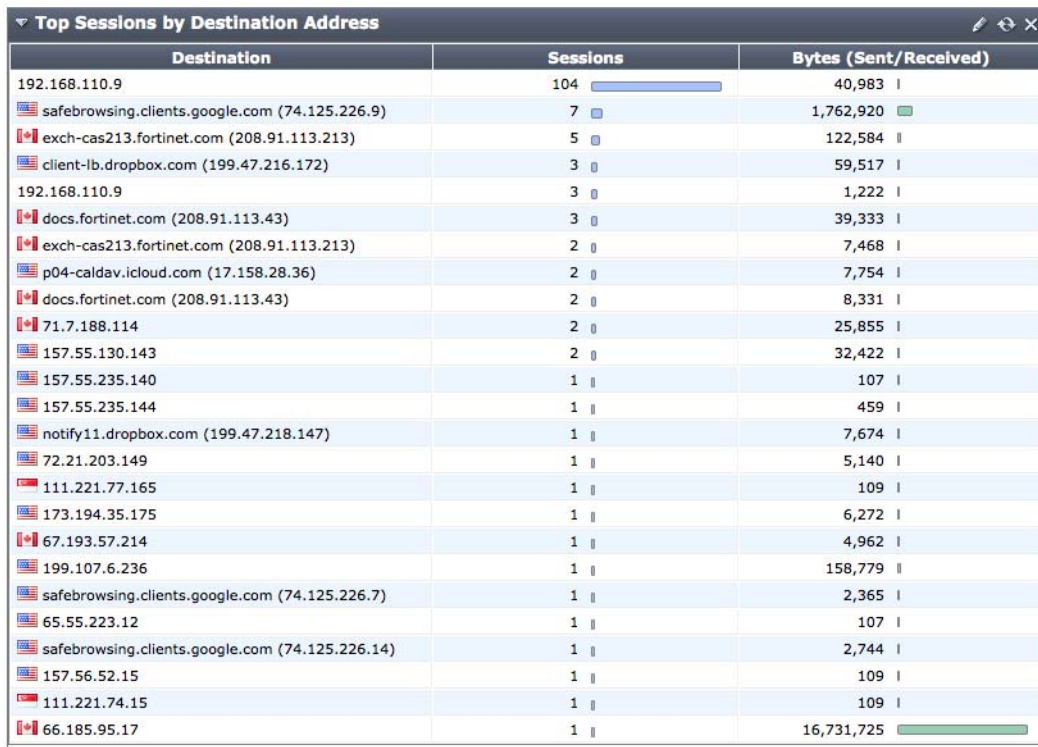 Top Sessions by Destination Address
Destination Sessions Bytes (Sent/Received)
192.168.110.9 104 40,983
safebrowsing.clients.google.com (74.125.226.9) 7 1,762,920
exch-cas213.fortinet.com (208.91.113.213) 5 122,584
client-lb.dropbox.com (199.47.216.172) 3 59,517
192.168.110.9 3 1,222
docs.fortinet.com (208.91.113.43) 3 39,333
exch-cas213.fortinet.com (208.91.113.213) 2 7,468
p04-caldav.icloud.com (17.158.28.36) 2 7,754
docs.fortinet.com (208.91.113.43) 2 8,331
71.7.188.114 2 25,855
157.55.130.143 2 32,422
157.55.235.140 1 107
157.55.235.144 1 459
notify11.dropbox.com (199.47.218.147) 1 7,674
72.21.203.149 1 5,140
111.221.77.165 1 109
173.194.35.175 1 6,272
67.193.57.214 1 4,962
199.107.6.236 1 158,779
safebrowsing.clients.google.com (74.125.226.7) 1 2,365
65.55.223.12 1 107
safebrowsing.clients.google.com (74.125.226.14) 1 2,744
157.56.52.15 1 109
111.221.74.15 1 109
66.185.95.17 1 16,731,725